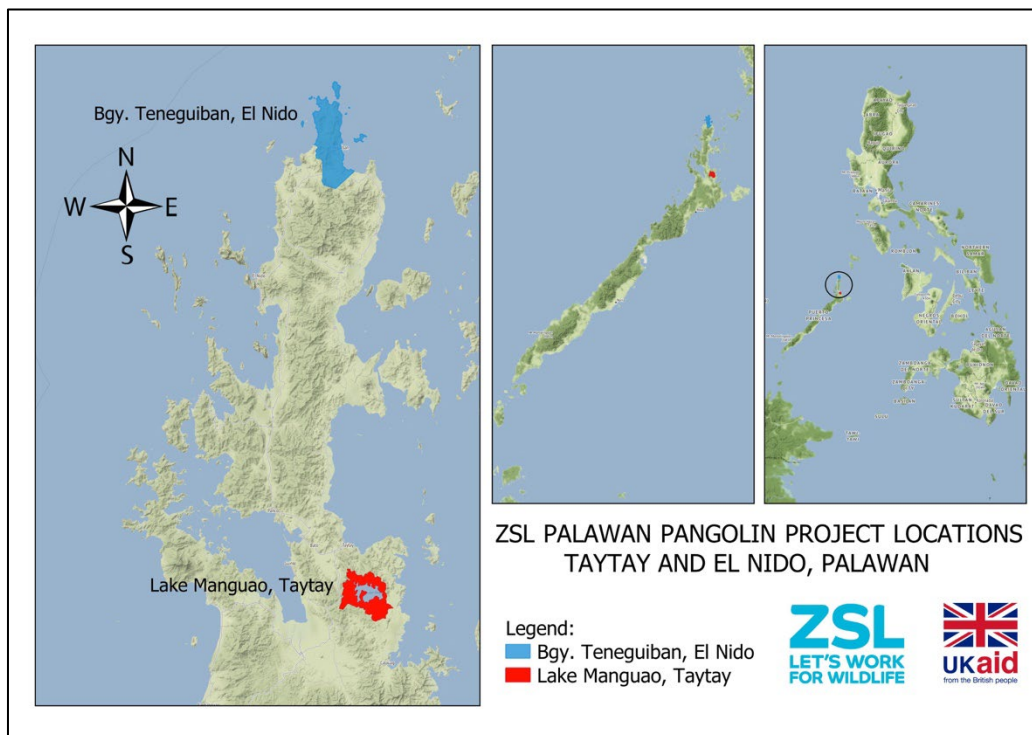 Bgy. Teneguiban, El Nido
N
W
E
S
Lake Manguao, Taytay
ZSL PALAWAN PANGOLIN PROJECT LOCATIONS
TAYTAY AND EL NIDO, PALAWAN
Legend:
Bgy. Teneguiban, El Nido
Lake Manguao, Taytay
ZSL
LET'S WORK
FOR WILDLIFE
UKaid
from the British people